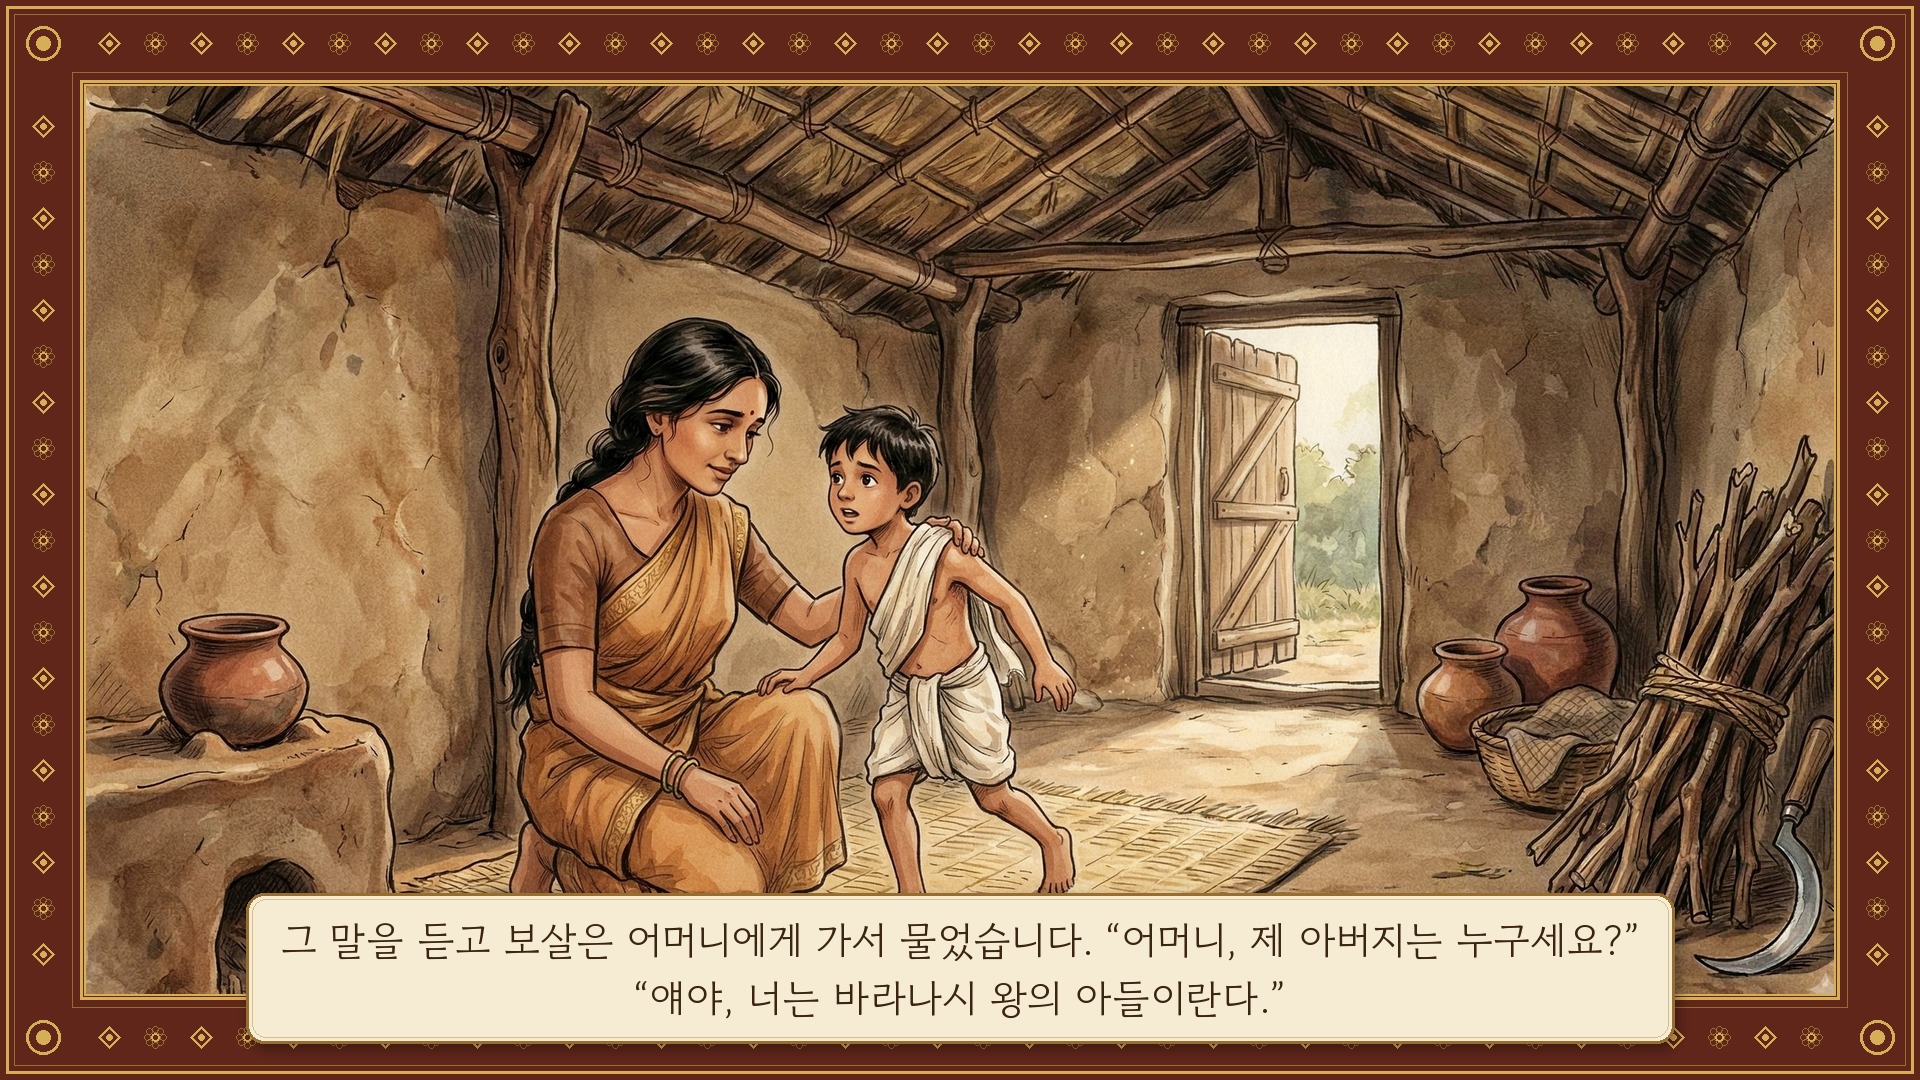 그 말을 듣고 보살은 어머니에게 가서 물었습니다. “어머니, 제 아버지는 누구세요?”
“얘야, 너는 바라나시 왕의 아들이란다.”